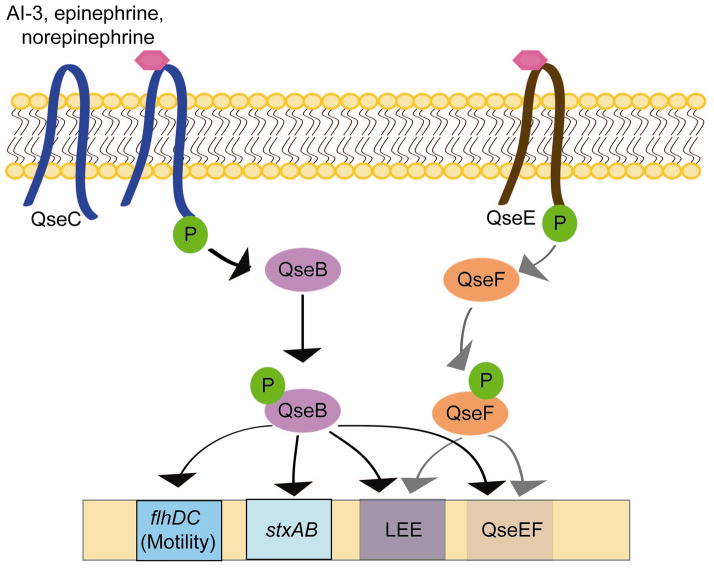 AI-3, epinephrine,
norepinephrine
QseC
P
QseE
P
QseB
QseF
P
QseB
P
QseF
flhDC
(Motility)
stxAB
LEE
QseEF